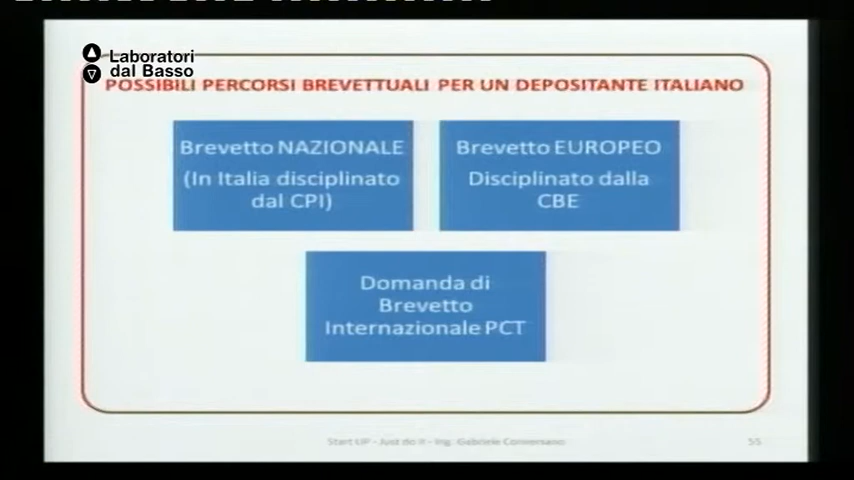 Laboratori
dal Basso
POSSIBILI PERCORSI BREVETTUALI PER UN DEPOSITANTE ITALIANO
Brevetto NAZIONALE
(In Italia disciplinato
dal CPI)
Brevetto EUROPEO
Disciplinato dalla
CBE
Domanda di
Brevetto
Internazionale PCT
Start UP - Just do it - Ing. Gabriele Conversano
55